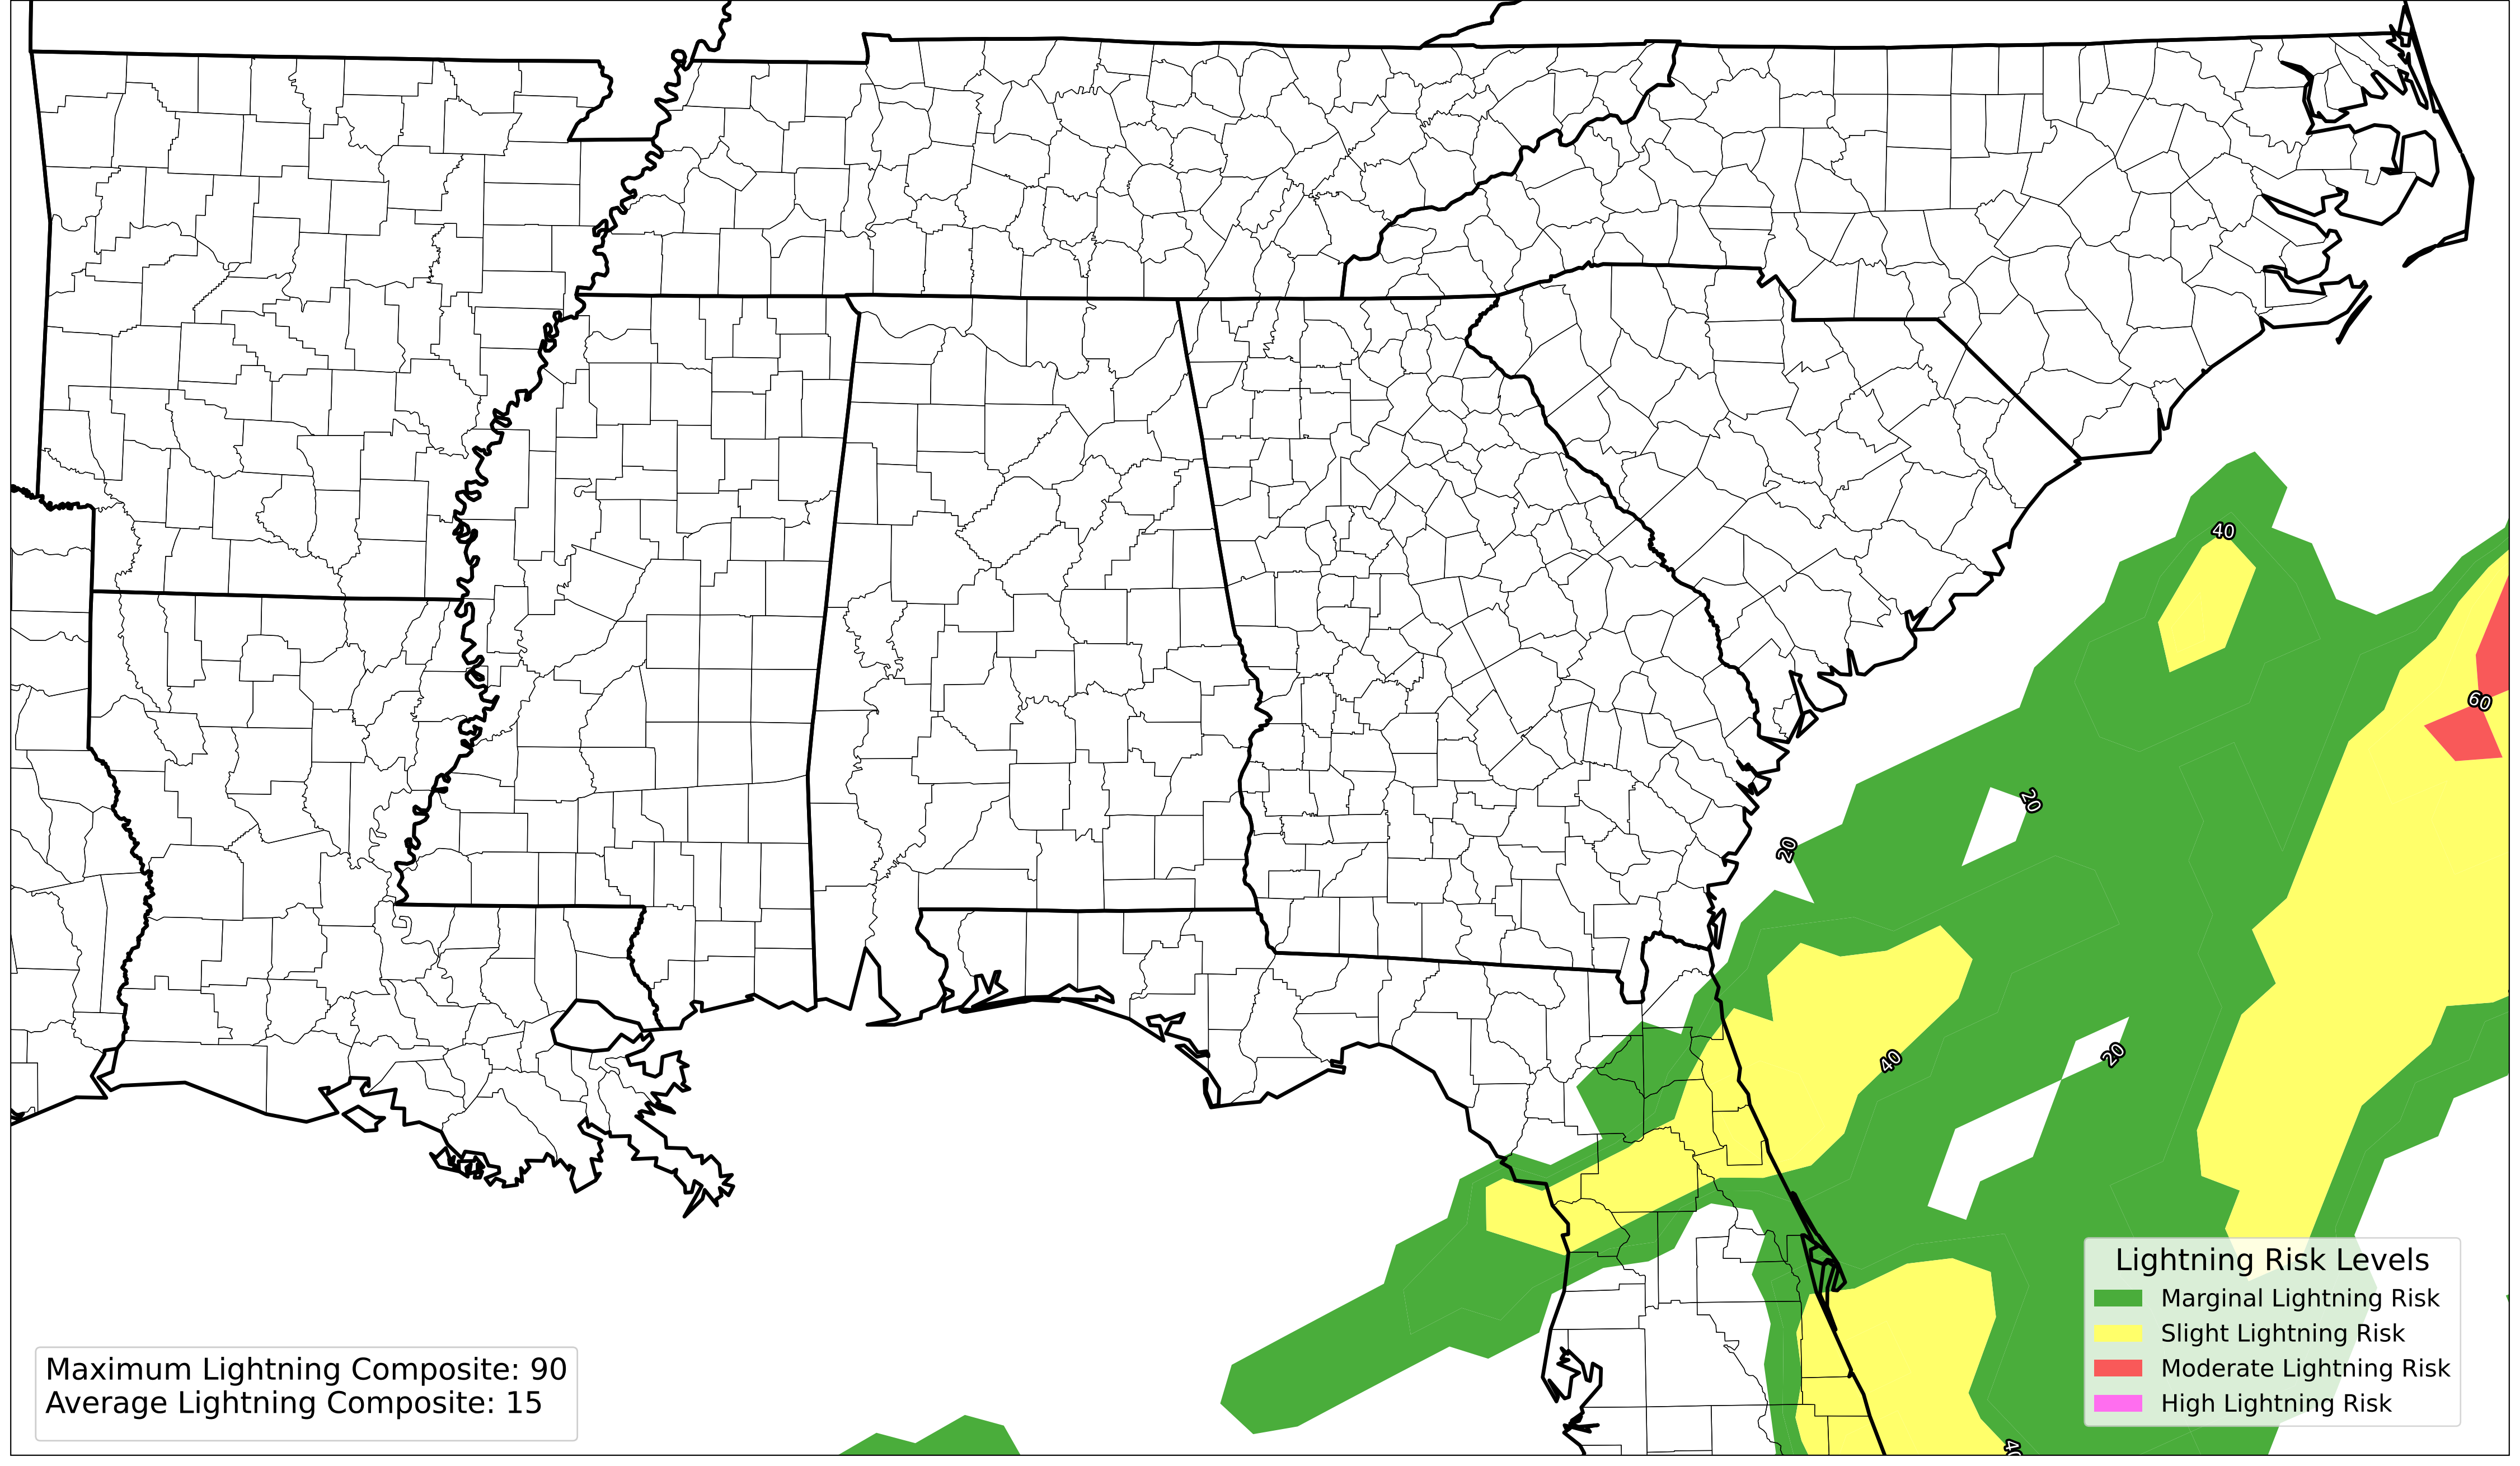 40
60
20
20
40
20
40
Lightning Risk Levels
Marginal Lightning Risk
Slight Lightning Risk
Moderate Lightning Risk
High Lightning Risk
Maximum Lightning Composite: 90
Average Lightning Composite: 15